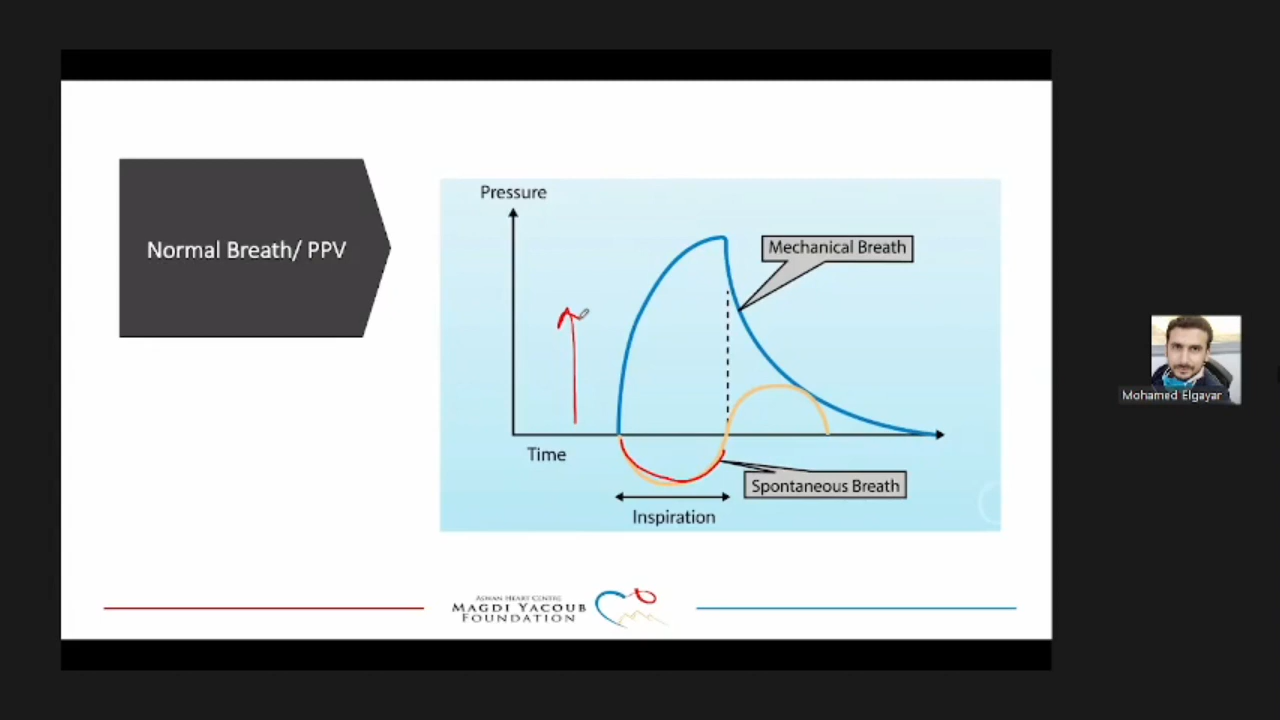 Normal Breath/ PPV
Pressure
Mechanical Breath
Time
Spontaneous Breath
Inspiration
ASWAN HEART CENTRE
MAGDI YACOUB
FOUNDATION
Mohamed Elgayar